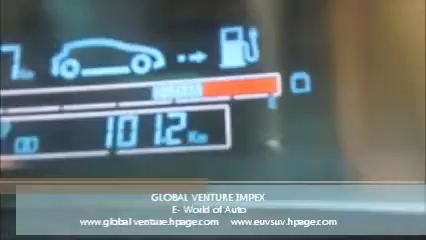 101.2 Km
E
GLOBAL VENTURE IMPEX
E- World of Auto
www.globalventure.hpage.com www.euvsuv.hpage.com